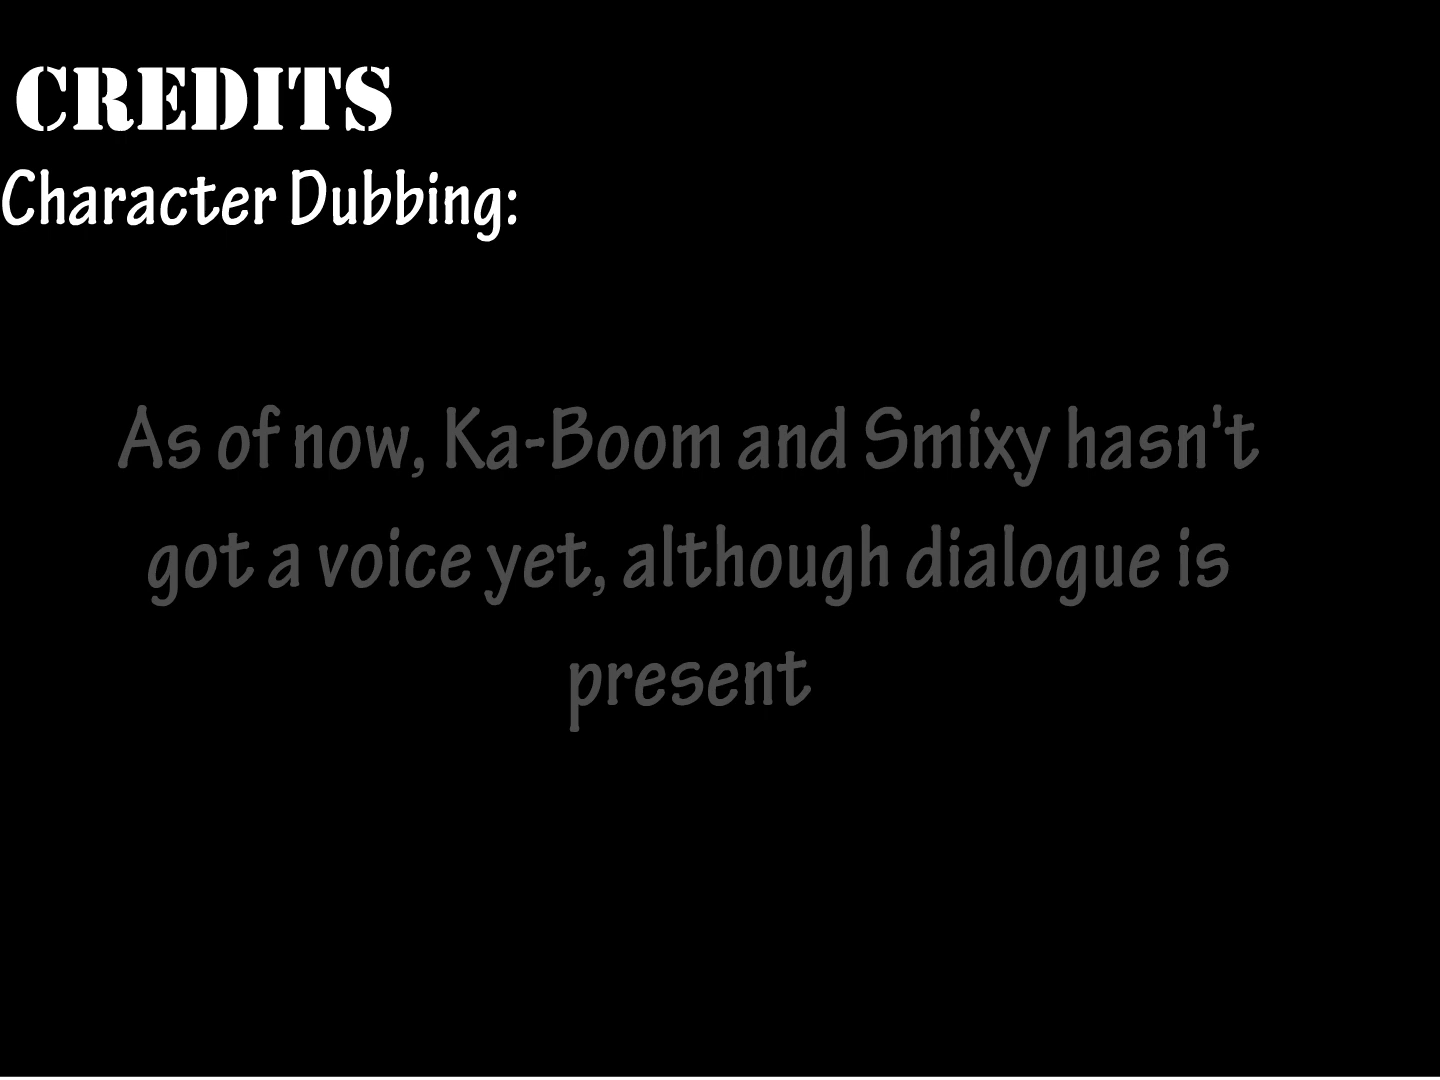 CREDITS
Character Dubbing:
As of now, Ka-Boom and Smixy hasn't
got a voice yet, although dialogue is
present